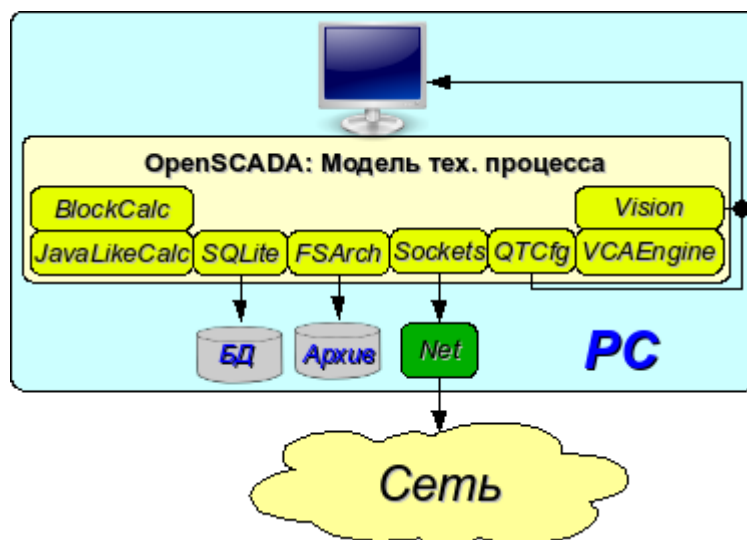 OpenSCADA: Модель тех. процесса
BlockCalc
Vision
JavaLikeCalc
SQLite
FSArch
Sockets
QTCfg
VCAEngine
БД
Архив
Net
PC
Сеть